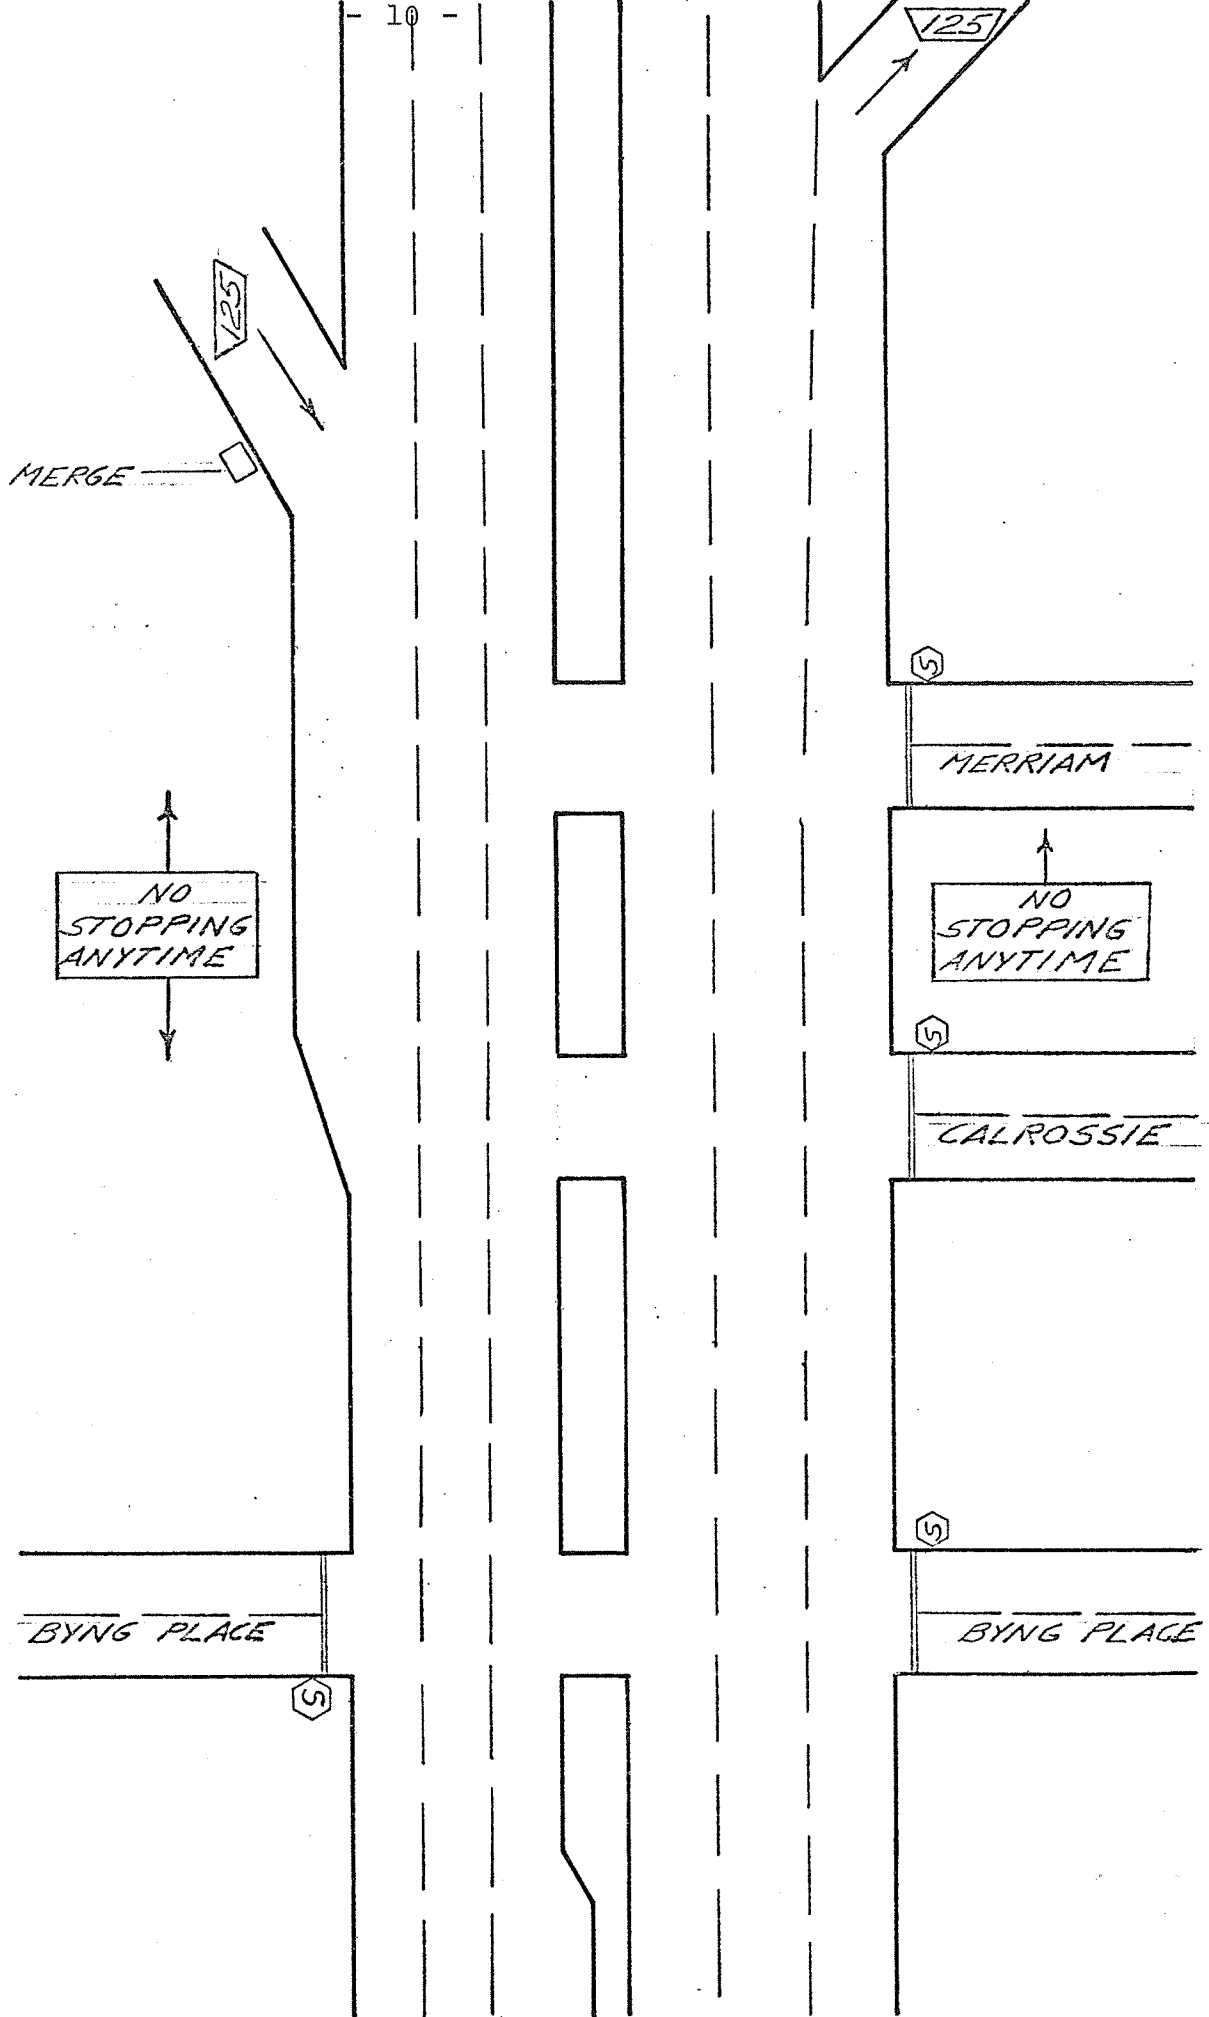 - 10 -
125
125
MERGE
S
MERRIAM
NO
STOPPING
ANYTIME
NO
STOPPING
ANYTIME
S
CALROSSIE
S
BYNG PLACE
BYNG PLACE
S